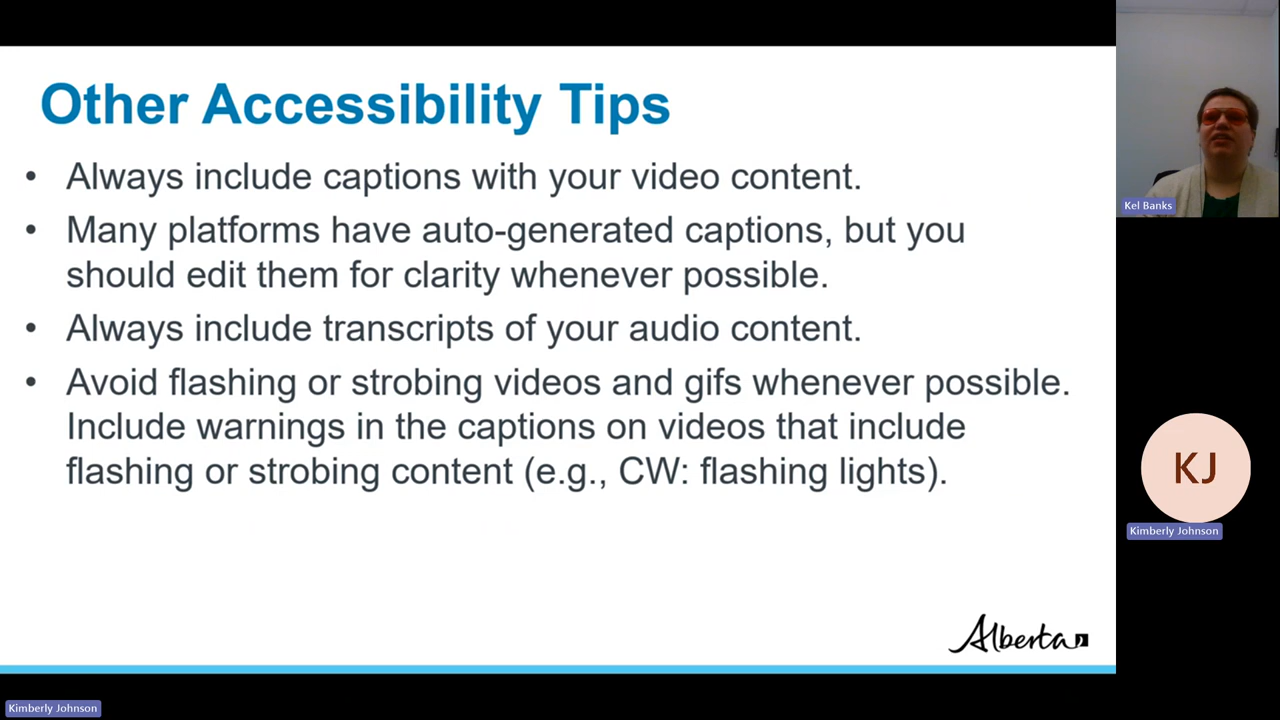 Other Accessibility Tips
• Always include captions with your video content.
• Many platforms have auto-generated captions, but you
should edit them for clarity whenever possible.
• Always include transcripts of your audio content.
• Avoid flashing or strobing videos and gifs whenever possible.
Include warnings in the captions on videos that include
flashing or strobing content (e.g., CW: flashing lights).
Alberta
Kel Banks
KJ
Kimberly Johnson
Kimberly Johnson